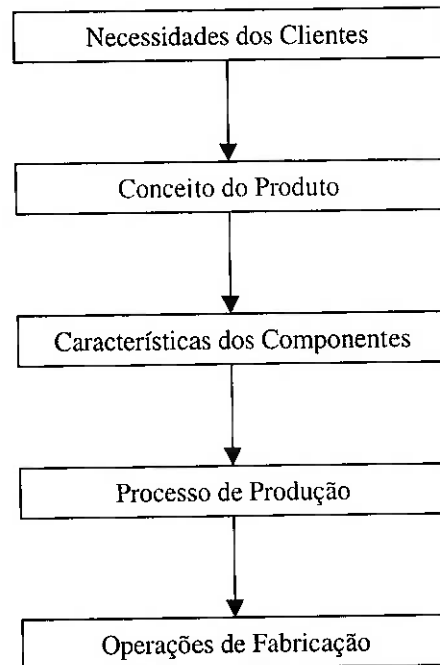 Necessidades dos Clientes
Conceito do Produto
Características dos Componentes
Processo de Produção
Operações de Fabricação